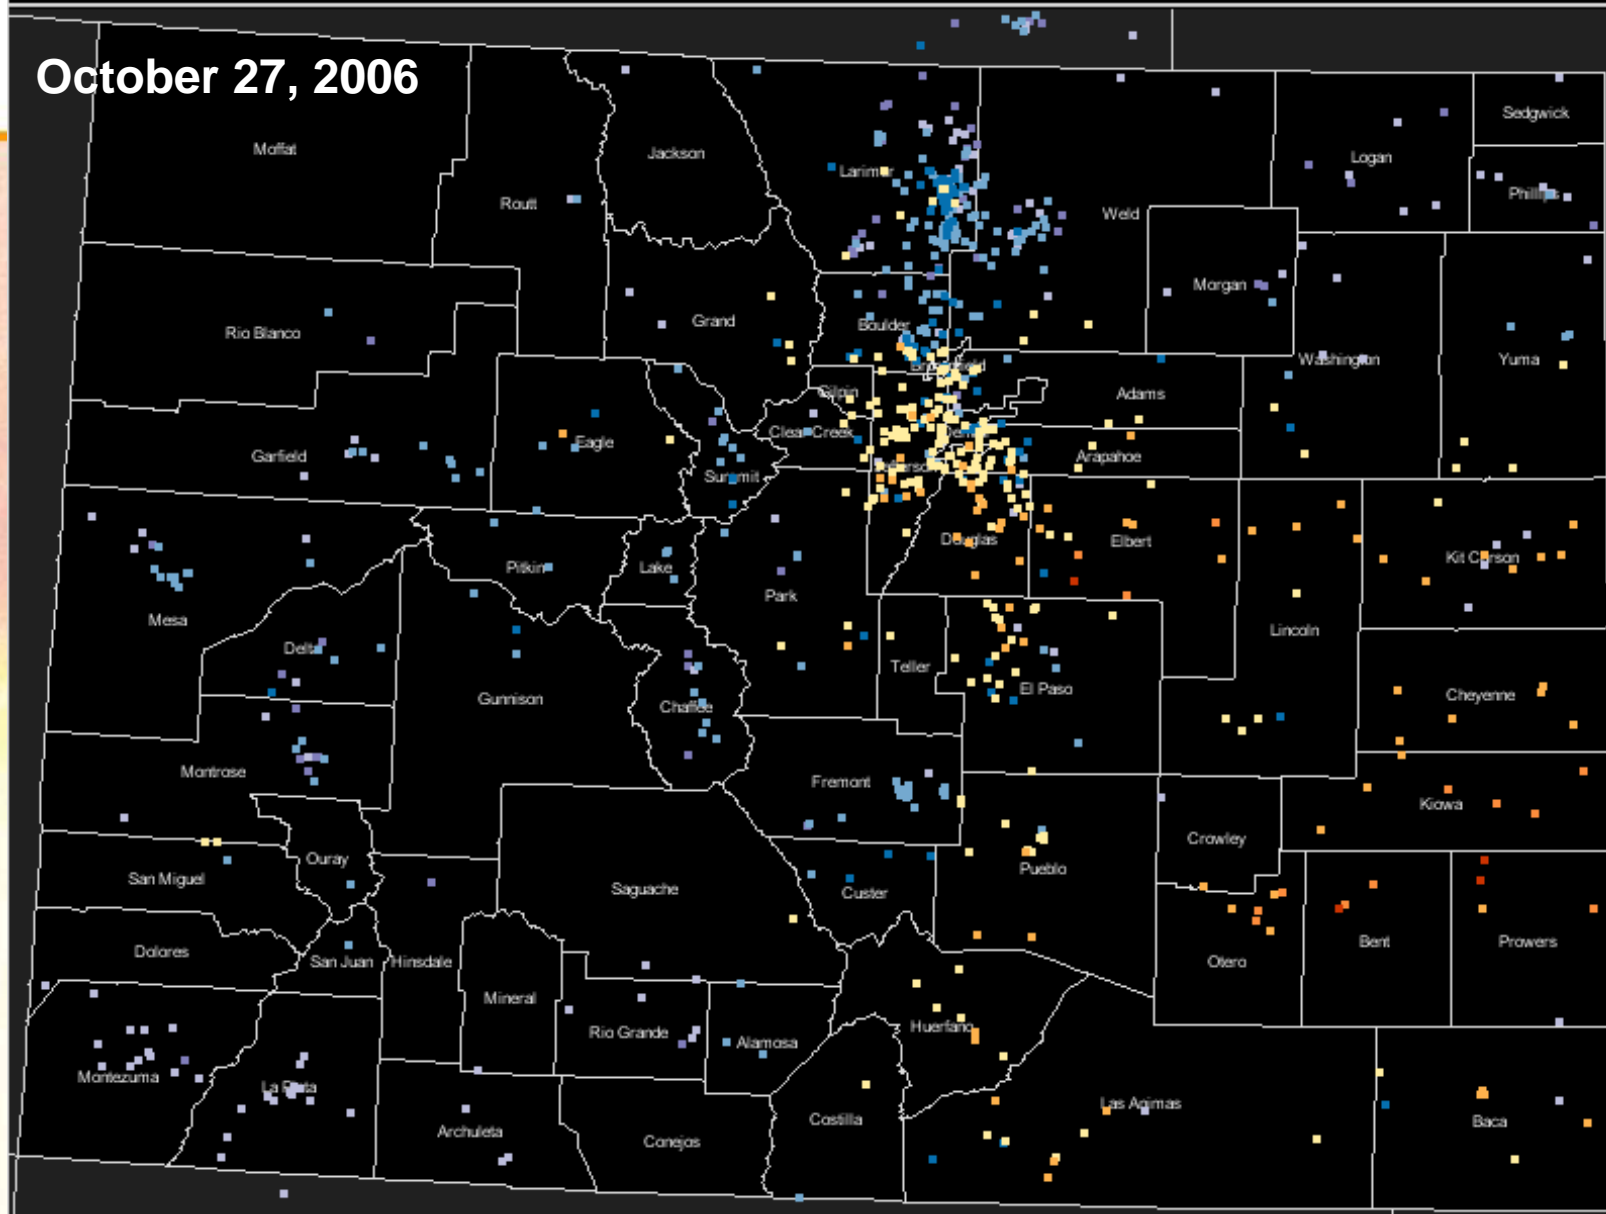 October 27, 2006
Sedgwick
Moffat
Jackson
Logan
Larimer
Phillips
Routt
Weld
Morgan
Grand
Boulder
Rio Blanco
Washington
Yuma
Broomfield
Gilpin
Adams
Clear Creek
Denver
Eagle
Garfield
Arapahoe
Jefferson
Summit
Douglas
Elbert
Kit Carson
Pitkin
Lake
Park
Mesa
Lincoln
Delta
Teller
El Paso
Cheyenne
Gunnison
Chaffee
Montrose
Fremont
Kiowa
Crowley
Ouray
Pueblo
San Miguel
Saguache
Custer
Bent
Prowers
Dolores
San Juan
Hinsdale
Otero
Mineral
Rio Grande
Alamosa
Huerfano
Montezuma
La Plata
Las Animas
Costilla
Baca
Archuleta
Conejos